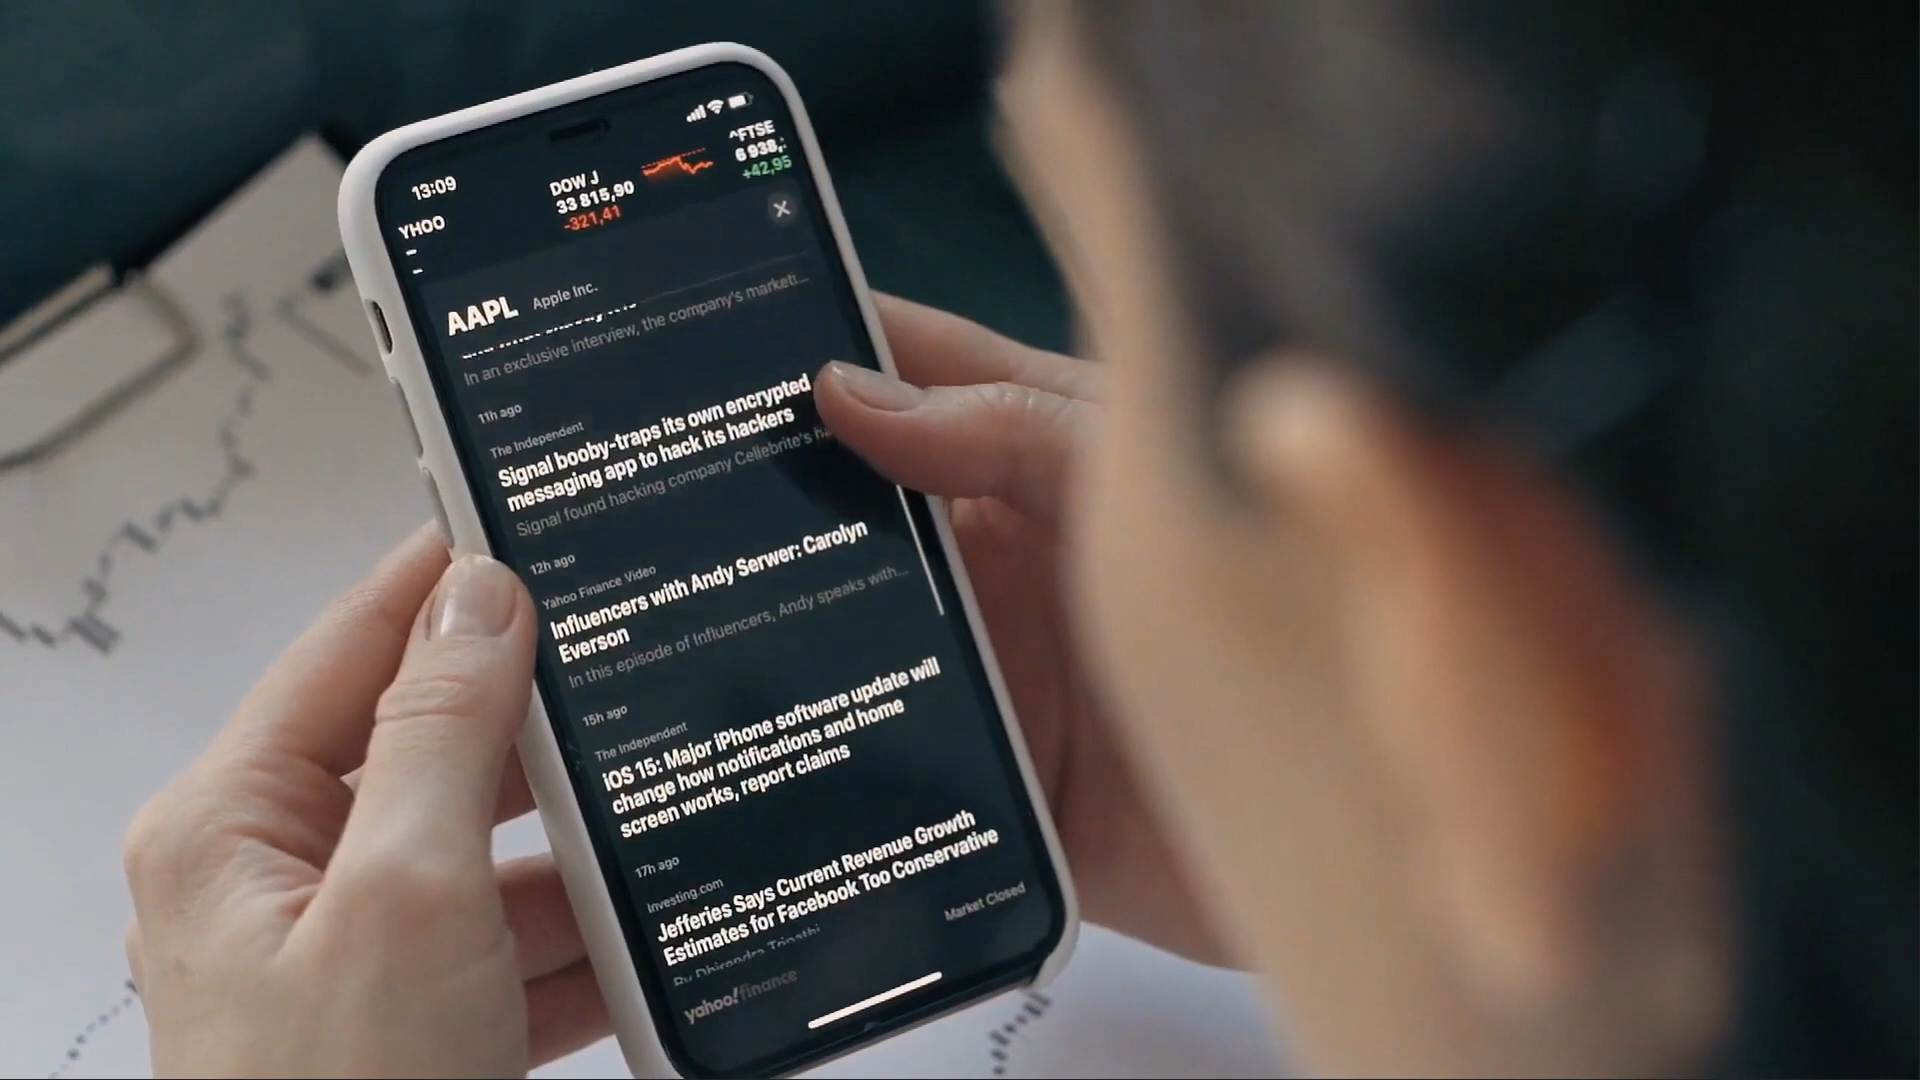 13:09
YHOO
–
–
DOW J
33 815,90
-321,41
^FTSE
6 938,
+42,95
AAPL Apple Inc.
In an exclusive interview, the company's marketi...
11h ago
The Independent
Signal booby-traps its own encrypted
messaging app to hack its hackers
Signal found hacking company Cellebrite's
12h ago
Yahoo Finance Video
Influencers with Andy Serwer: Carolyn
Everson
In this episode of Influencers, Andy speaks with...
15h ago
The Independent
iOS 15: Major iPhone software update will
change how notifications and home
screen works, report claims
17h ago
Investing.com
Jefferies Says Current Revenue Growth
Estimates for Facebook Too Conservative
By Dhirendra Tripathi
Market Closed
yahoo!finance